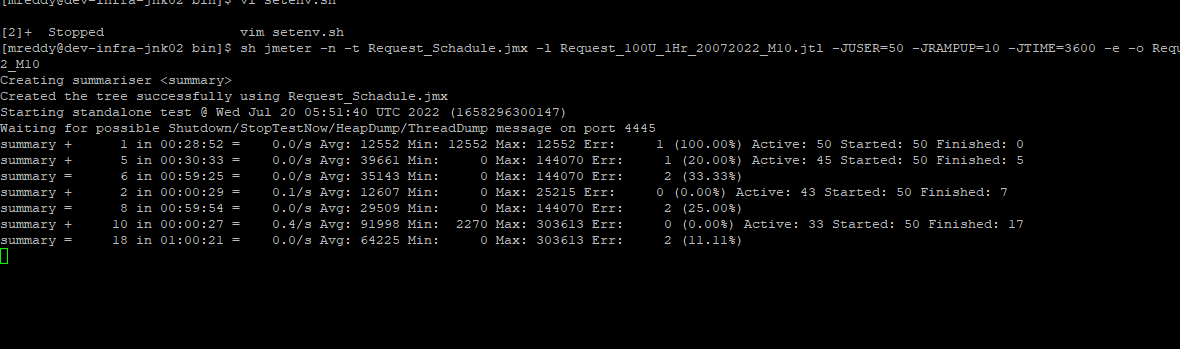 [mreddy@dev-infra-jnk02 bin]$ vi setenv.sh
[2]+  Stopped                 vim setenv.sh
[mreddy@dev-infra-jnk02 bin]$ sh jmeter -n -t Request_Schadule.jmx -l Request_100U_1Hr_20072022_M10.jtl -JUSER=50 -JRAMPUP=10 -JTIME=3600 -e -o Requ
2_M10
Creating summariser <summary>
Created the tree successfully using Request_Schadule.jmx
Starting standalone test @ Wed Jul 20 05:51:40 UTC 2022 (1658296300147)
Waiting for possible Shutdown/StopTestNow/HeapDump/ThreadDump message on port 4445
summary +      1 in 00:28:52 =    0.0/s Avg: 12552 Min: 12552 Max: 12552 Err:     1 (100.00%) Active: 50 Started: 50 Finished: 0
summary +      5 in 00:30:33 =    0.0/s Avg: 39661 Min:     0 Max: 144070 Err:     1 (20.00%) Active: 45 Started: 50 Finished: 5
summary =      6 in 00:59:25 =    0.0/s Avg: 35143 Min:     0 Max: 144070 Err:     2 (33.33%)
summary +      2 in 00:00:29 =    0.1/s Avg: 12607 Min:     0 Max: 25215 Err:     0 (0.00%) Active: 43 Started: 50 Finished: 7
summary =      8 in 00:59:54 =    0.0/s Avg: 29509 Min:     0 Max: 144070 Err:     2 (25.00%)
summary +     10 in 00:00:27 =    0.4/s Avg: 91998 Min:  2270 Max: 303613 Err:     0 (0.00%) Active: 33 Started: 50 Finished: 17
summary =     18 in 01:00:21 =    0.0/s Avg: 64225 Min:     0 Max: 303613 Err:     2 (11.11%)